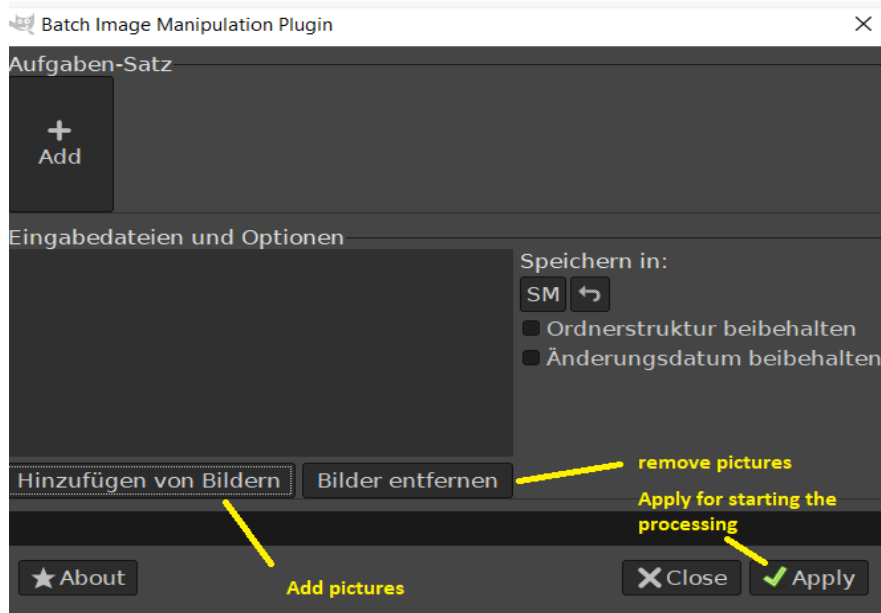 Batch Image Manipulation Plugin
Aufgaben-Satz
Add
Eingabedateien und Optionen
Speichern in:
SM
Ordnerstruktur beibehalten
Änderungsdatum beibehalten
Hinzufügen von Bildern
Bilder entfernen
remove pictures
Apply for starting the
processing
About
Add pictures
Close
Apply